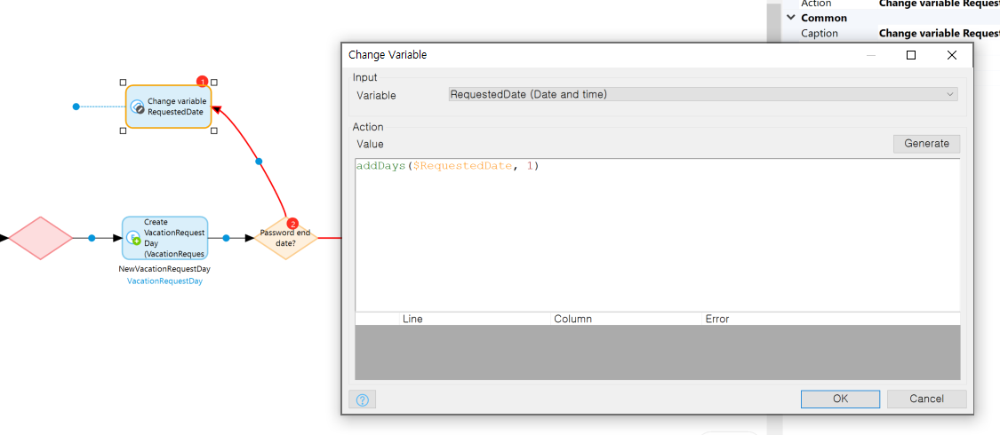 Action
Change variable Request
Common
Caption
Change variable Request
Change Variable
Input
Variable
RequestedDate (Date and time)
Action
Value
Generate
addDays($RequestedDate, 1)
Line
Column
Error
OK
Cancel
1
Change variable
RequestedDate
Create
VacationRequest
Day
(VacationReques
NewVacationRequestDay
VacationRequestDay
2
Password end
date?